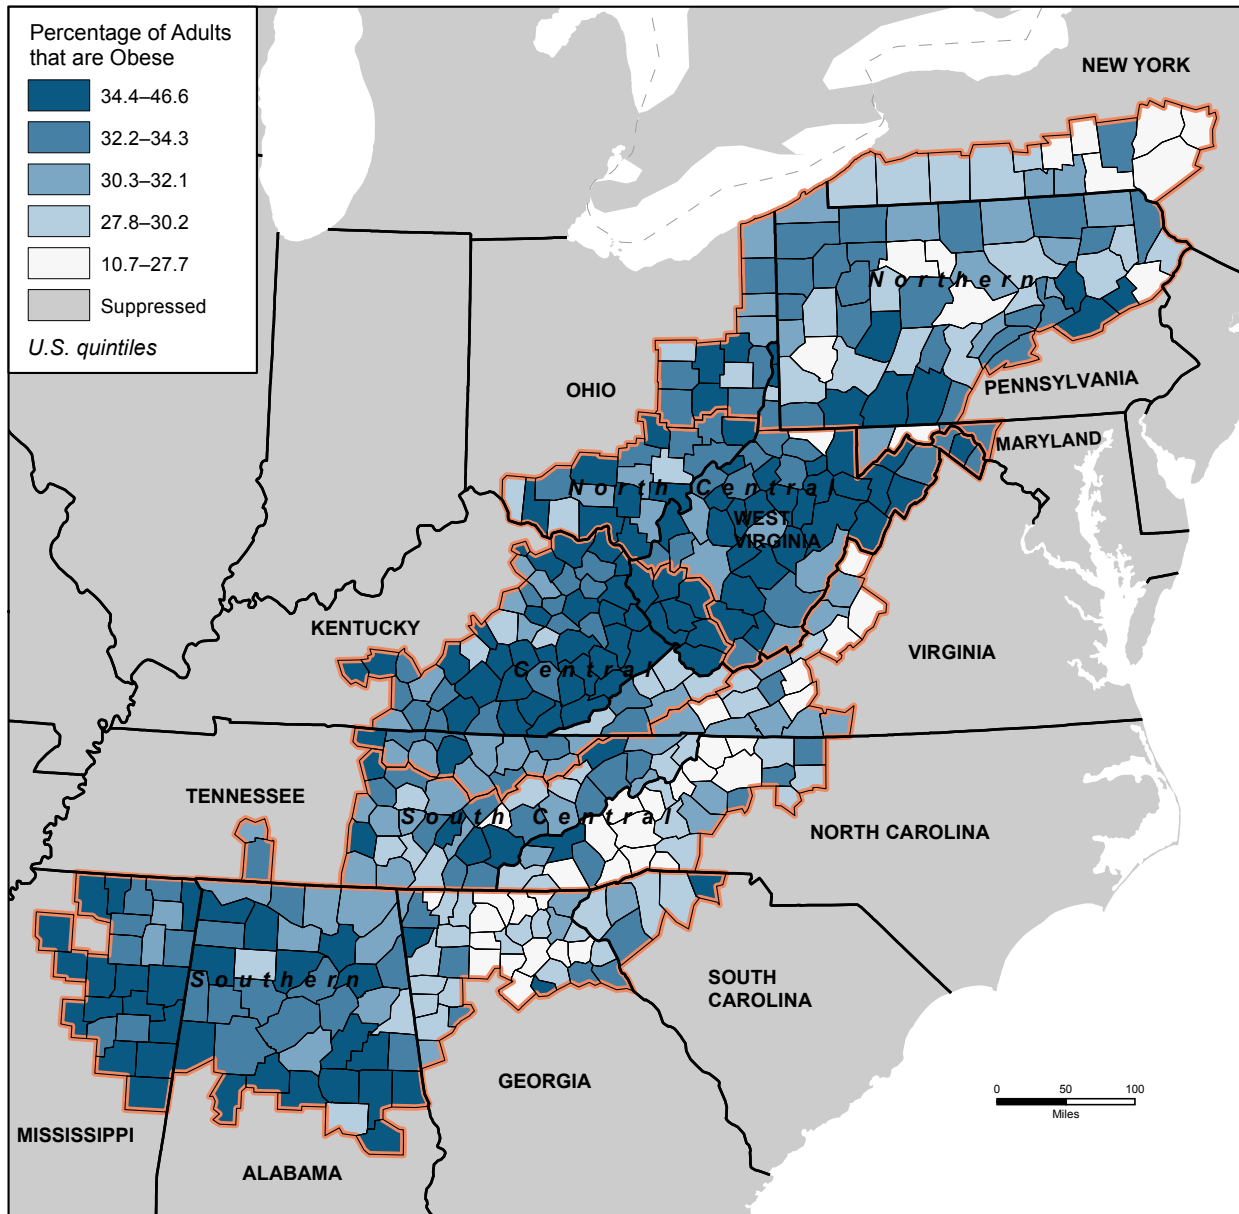 Percentage of Adults
that are Obese
34.4–46.6
32.2–34.3
30.3–32.1
27.8–30.2
10.7–27.7
Suppressed
U.S. quintiles
NEW YORK
Northern
PENNSYLVANIA
OHIO
MARYLAND
North Central
WEST
VIRGINIA
KENTUCKY
VIRGINIA
Central
TENNESSEE
South Central
NORTH CAROLINA
Southern
SOUTH
CAROLINA
GEORGIA
0 50 100
Miles
MISSISSIPPI
ALABAMA